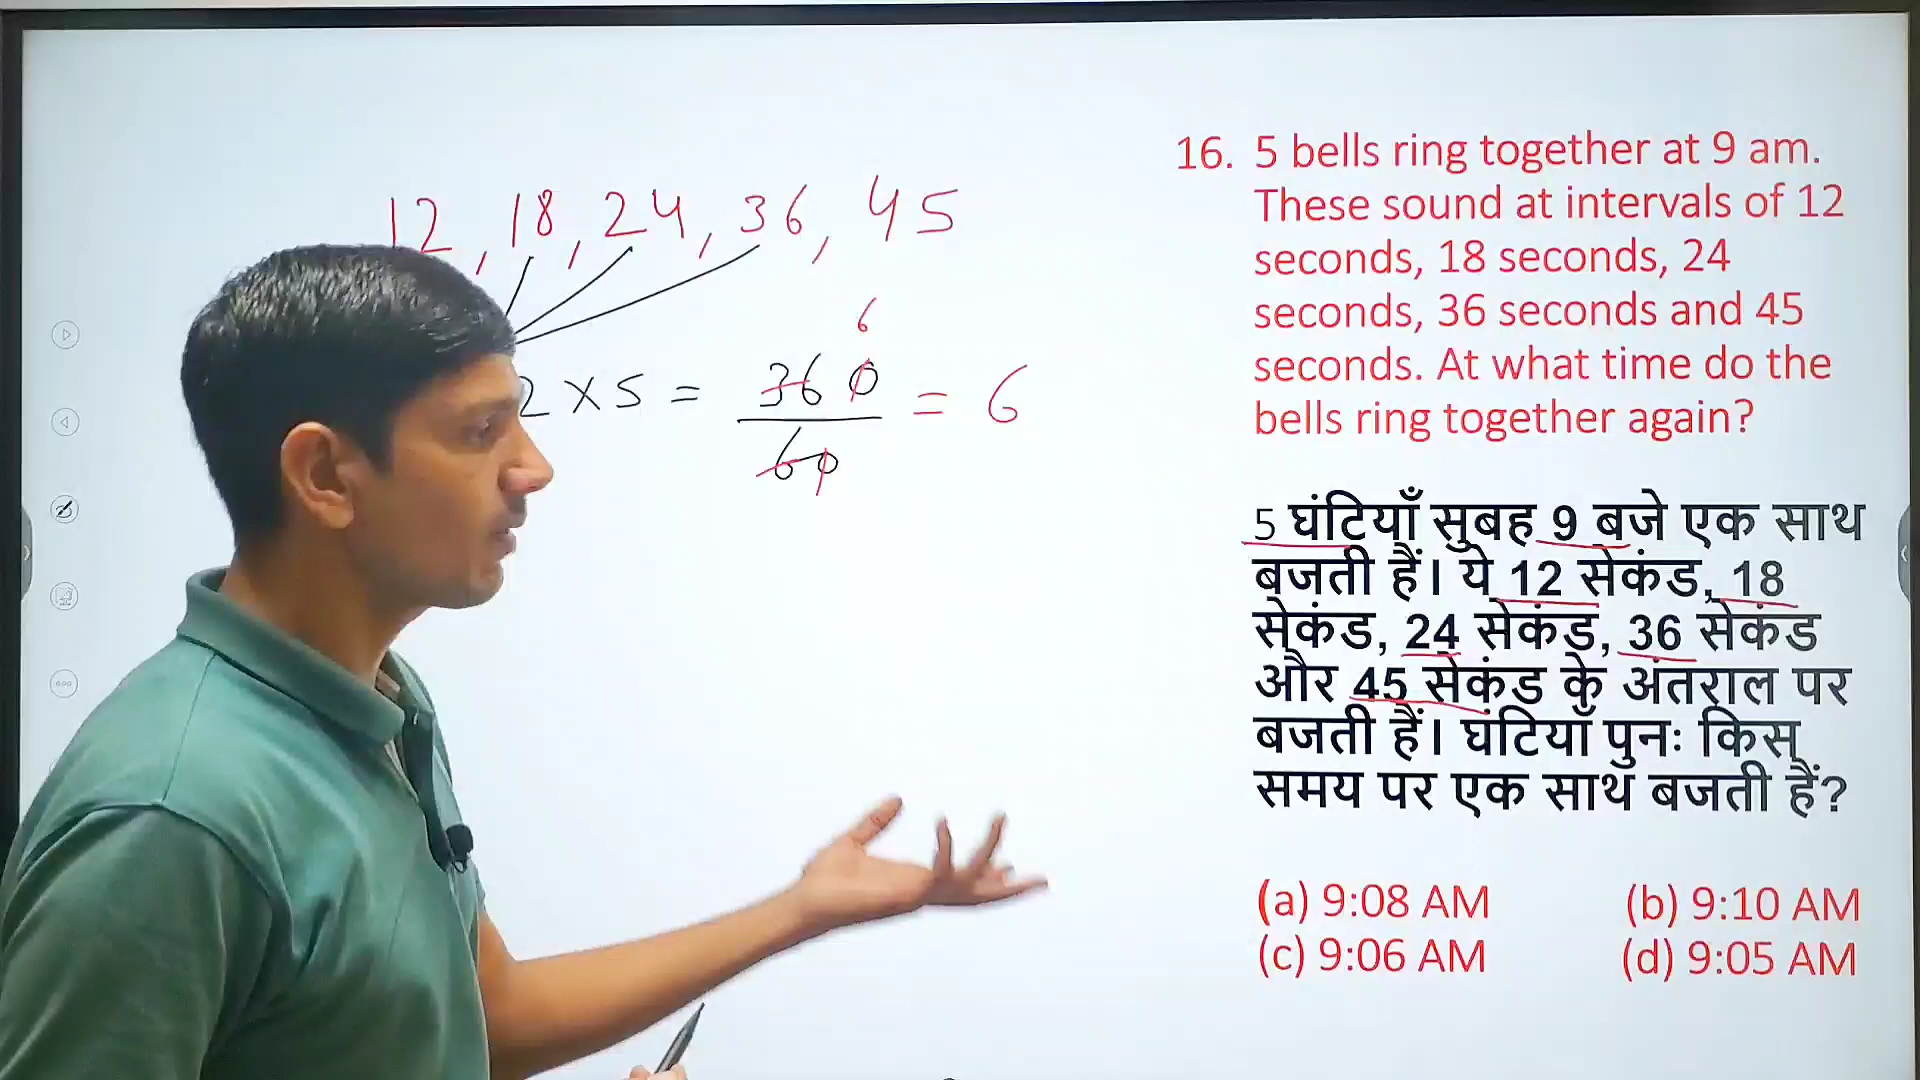 12, 18, 24, 36, 45
6
2 × 5 = 360/60 = 6
16. 5 bells ring together at 9 am.
These sound at intervals of 12
seconds, 18 seconds, 24
seconds, 36 seconds and 45
seconds. At what time do the
bells ring together again?
5 घंटियाँ सुबह 9 बजे एक साथ
बजती हैं। ये 12 सेकंड, 18
सेकंड, 24 सेकंड, 36 सेकंड
और 45 सेकंड के अंतराल पर
बजती हैं। घंटियाँ पुनः किस
समय पर एक साथ बजती हैं?
(a) 9:08 AM (b) 9:10 AM
(c) 9:06 AM (d) 9:05 AM